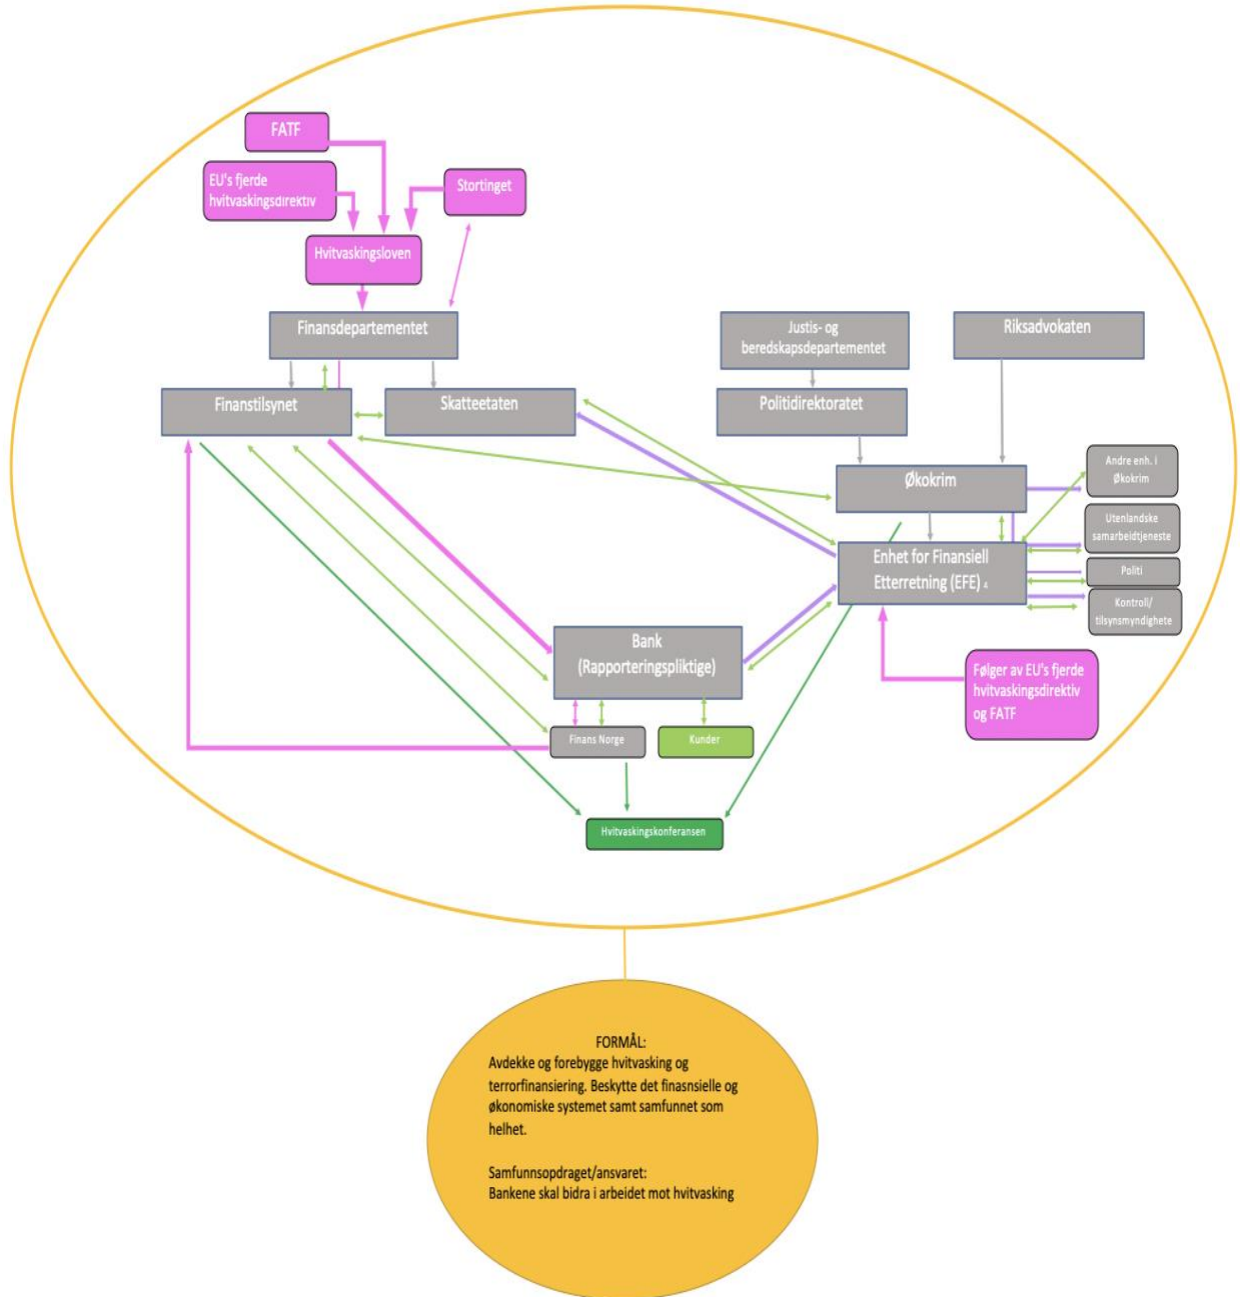 FATF
EU's fjerde
hvitvaskingsdirektiv
Stortinget
Hvitvaskingsloven
Finansdepartementet
Justis- og
beredskapsdepartementet
Riksadvokaten
Finanstilsynet
Skatteetaten
Politidirektoratet
Økokrim
Andre enh. i
Økokrim
Utenlandske
samarbeidtjeneste
Enhet for Finansiell
Etterretning (EFE) 4
Politi
Kontroll/
tilsynsmyndighete
Bank
(Rapporteringspliktige)
Følger av EU's fjerde
hvitvaskingsdirektiv
og FATF
Finans Norge
Kunder
Hvitvaskingskonferansen
FORMÅL:
Avdekke og forebygge hvitvasking og
terrorfinansiering. Beskytte det finasnsielle og
økonomiske systemet samt samfunnet som
helhet.
Samfunnsopdraget/ansvaret:
Bankene skal bidra i arbeidet mot hvitvasking